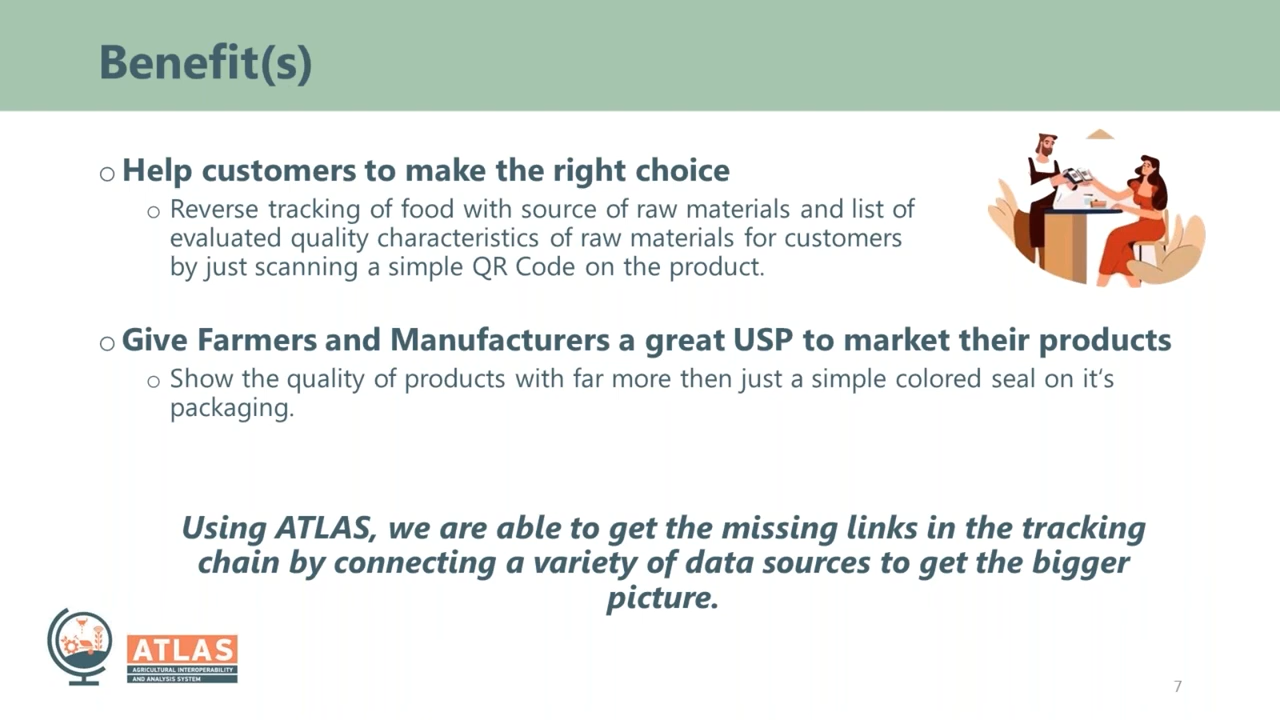 Benefit(s)
o Help customers to make the right choice
o Reverse tracking of food with source of raw materials and list of
evaluated quality characteristics of raw materials for customers
by just scanning a simple QR Code on the product.
o Give Farmers and Manufacturers a great USP to market their products
o Show the quality of products with far more then just a simple colored seal on it‘s
packaging.
Using ATLAS, we are able to get the missing links in the tracking
chain by connecting a variety of data sources to get the bigger
picture.
ATLAS
AGRICULTURAL INTEROPERABILITY
AND ANALYSIS SYSTEM
7